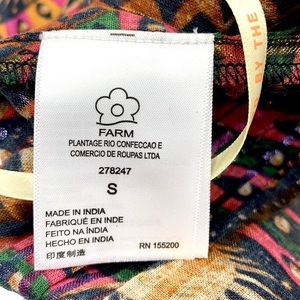 FARM
PLANTAGE RIO CONFECCAO E
COMERCIO DE ROUPAS LTDA
278247
S
MADE IN INDIA
FABRIQUÉ EN INDE
FEITO NA ÍNDIA
HECHO EN INDIA
印度制造
RN 155200
BY THE